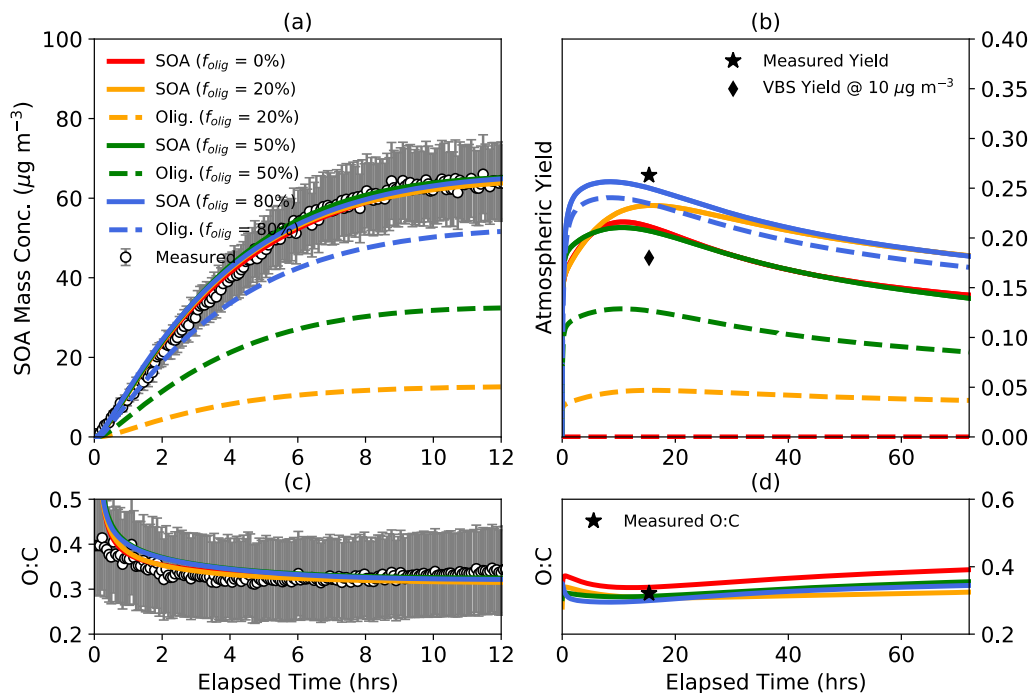 (a)
SOA Mass Conc. (μg m⁻³)
100
80
60
40
20
0
SOA (f_olig = 0%)
SOA (f_olig = 20%)
Olig. (f_olig = 20%)
SOA (f_olig = 50%)
Olig. (f_olig = 50%)
SOA (f_olig = 80%)
Olig. (f_olig = 80%)
Measured
0 2 4 6 8 10 12
(b)
Atmospheric Yield
Measured Yield
VBS Yield @ 10 μg m⁻³
0.40
0.35
0.30
0.25
0.20
0.15
0.10
0.05
0.00
0 20 40 60
(c)
O:C
0.5
0.4
0.3
0.2
0 2 4 6 8 10 12
Elapsed Time (hrs)
(d)
O:C
Measured O:C
0.6
0.4
0.2
0 20 40 60
Elapsed Time (hrs)